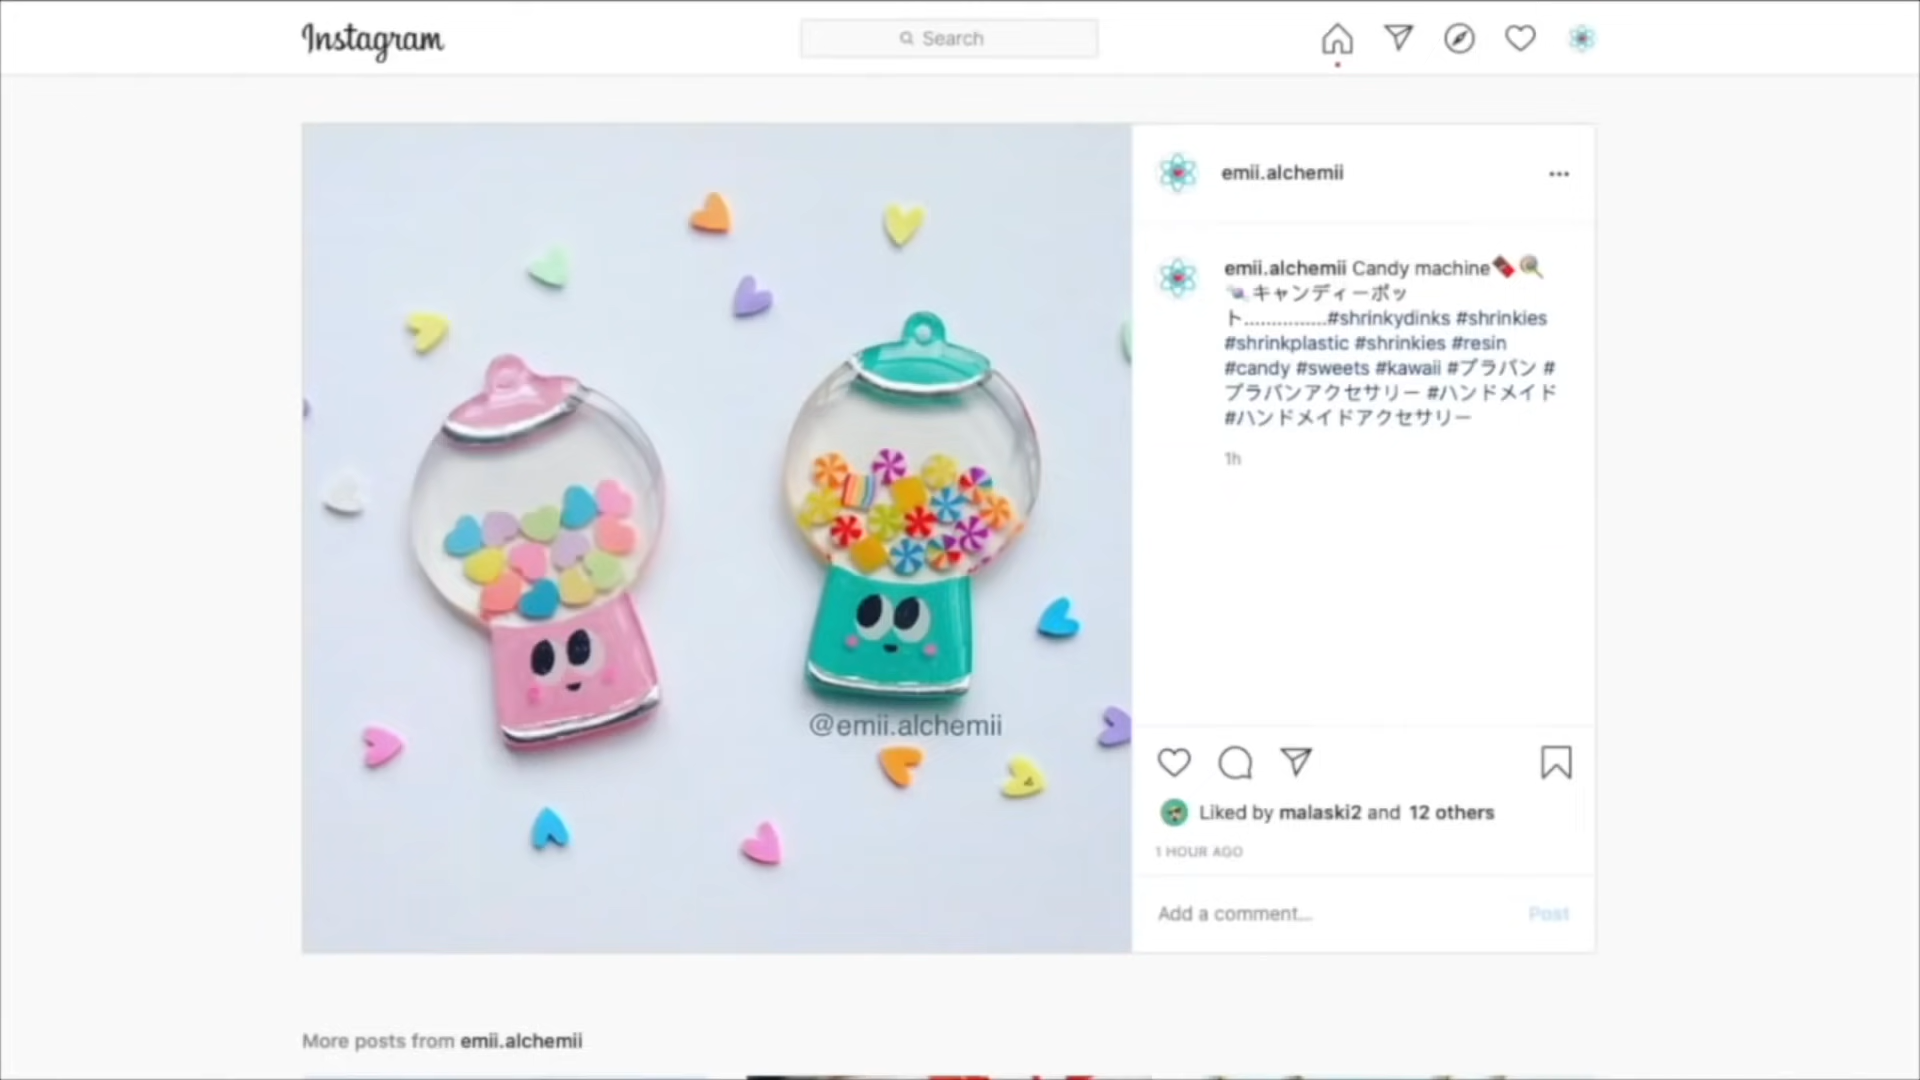 Instagram
Search
emii.alchemii
emii.alchemii Candy machine🍫🍭
🍬キャンディーポッ
ト...............#shrinkydinks #shrinkies
#shrinkplastic #shrinkies #resin
#candy #sweets #kawaii #プラバン #
プラバンアクセサリー #ハンドメイド
#ハンドメイドアクセサリー
1h
@emii.alchemii
Liked by malaski2 and 12 others
1 HOUR AGO
Add a comment...
Post
More posts from emii.alchemii